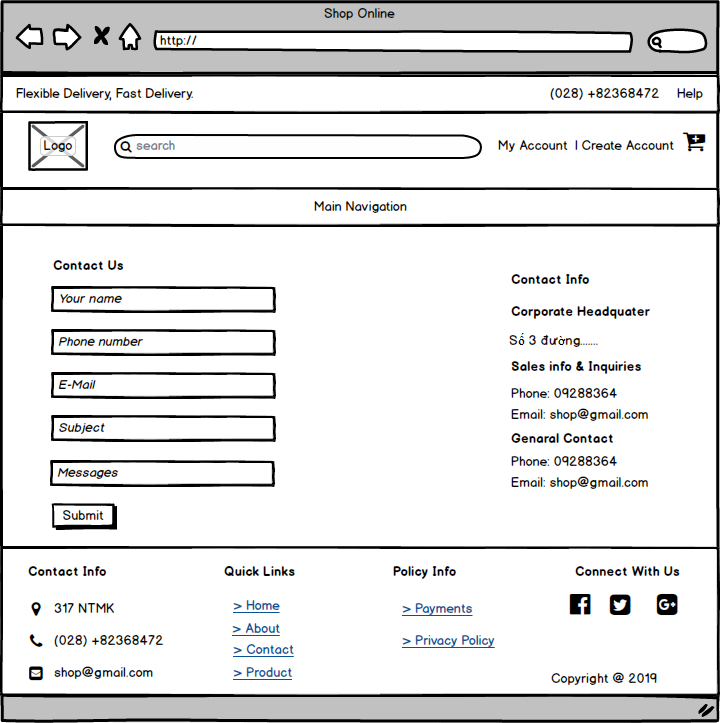 Shop Online
http://
Flexible Delivery, Fast Delivery.
(028) +82368472 Help
Logo
search
My Account | Create Account
Main Navigation
Contact Us
Your name
Phone number
E-Mail
Subject
Messages
Submit
Contact Info
Corporate Headquater
Số 3 đường.......
Sales info & Inquiries
Phone: 09288364
Email: shop@gmail.com
Genaral Contact
Phone: 09288364
Email: shop@gmail.com
Contact Info
317 NTMK
(028) +82368472
shop@gmail.com
Quick Links
> Home
> About
> Contact
> Product
Policy Info
> Payments
> Privacy Policy
Connect With Us
Copyright @ 2019